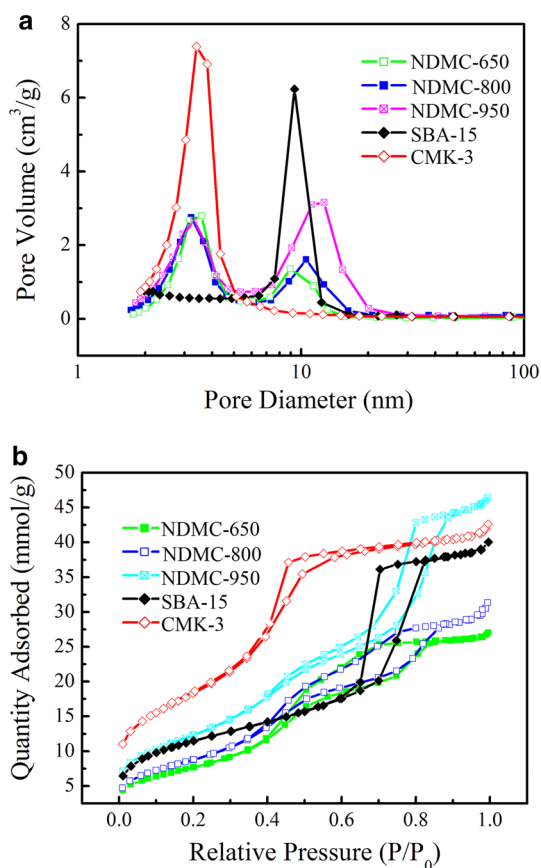 a
8
6
4
2
0
Pore Volume (cm³/g)
NDMC-650
NDMC-800
NDMC-950
SBA-15
CMK-3
1
10
100
Pore Diameter (nm)
b
50
45
40
35
30
25
20
15
10
5
Quantity Adsorbed (mmol/g)
NDMC-650
NDMC-800
NDMC-950
SBA-15
CMK-3
0.0 0.2 0.4 0.6 0.8 1.0
Relative Pressure (P/P₀)